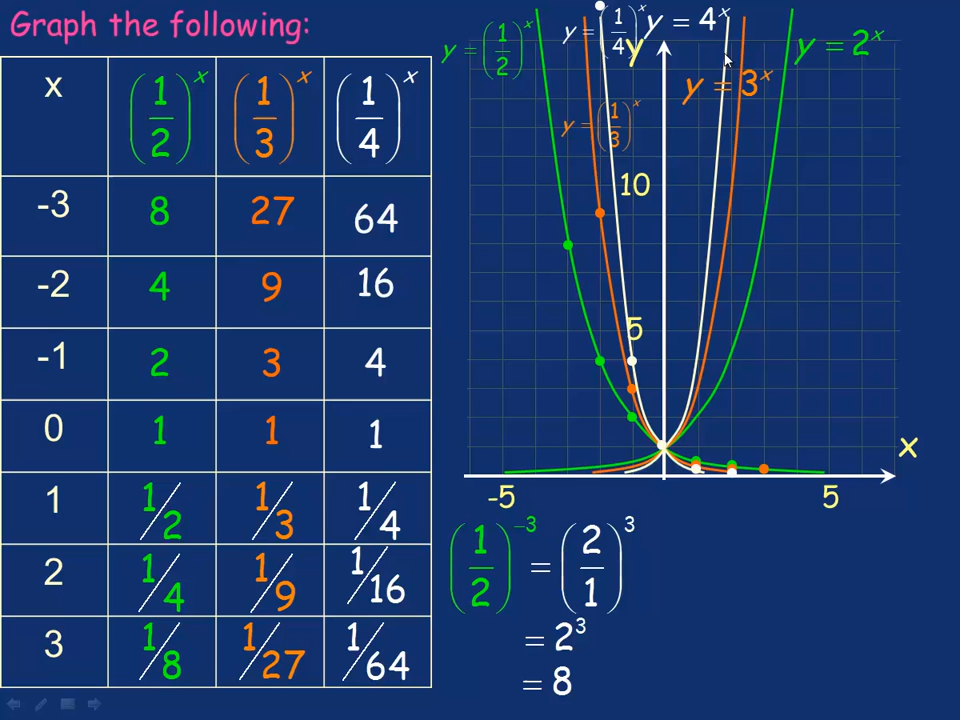 Graph the following:
x (1/2)^x (1/3)^x (1/4)^x
-3 8 27 64
-2 4 9 16
-1 2 3 4
0 1 1 1
1 1/2 1/3 1/4
2 1/4 1/9 1/16
3 1/8 1/27 1/64
y = (1/2)^x
y = (1/4)^x
y = 4^x
y
y = 2^x
y = 3^x
y = (1/3)^x
10
5
x
-5 5
(1/2)^−3 = (2/1)^3
= 2^3
= 8